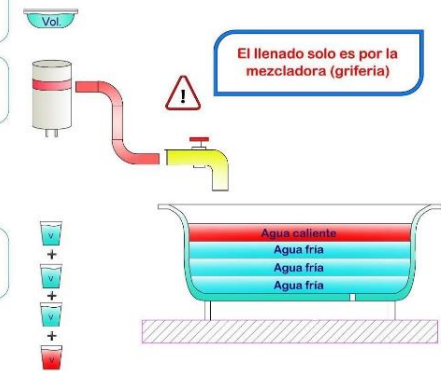 Vol.
El llenado solo es por la
mezcladora (griferia)
!
Agua caliente
Agua fría
Agua fría
Agua fría
V
+
V
+
V
+
V